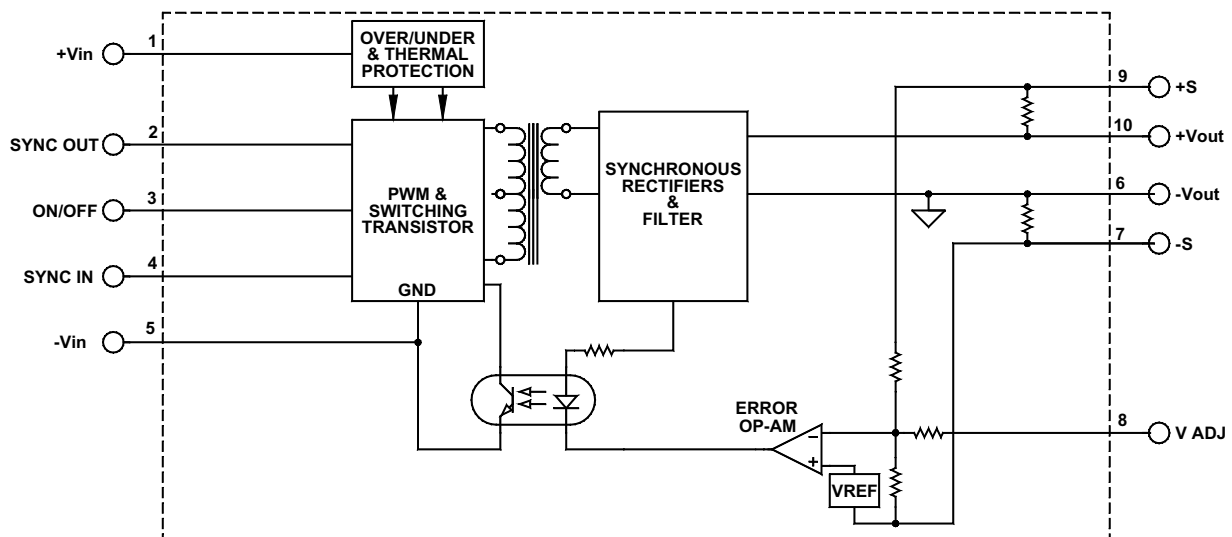 +Vin
1
OVER/UNDER
& THERMAL
PROTECTION
9
+S
SYNC OUT
2
10
+Vout
PWM &
SWITCHING
TRANSISTOR
SYNCHRONOUS
RECTIFIERS
&
FILTER
ON/OFF
3
6
-Vout
7
-S
SYNC IN
4
GND
-Vin
5
ERROR
OP-AM
8
V ADJ
−
+
VREF